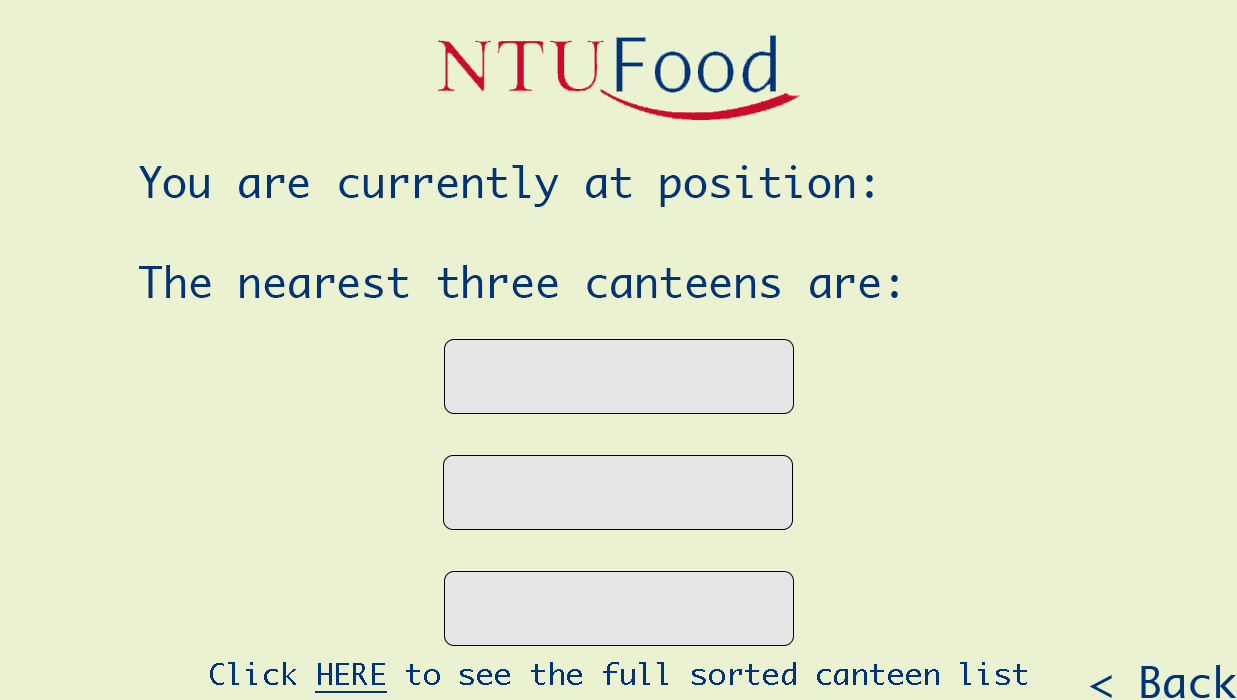 NTUFood
You are currently at position:
The nearest three canteens are:
Click HERE to see the full sorted canteen list
< Back